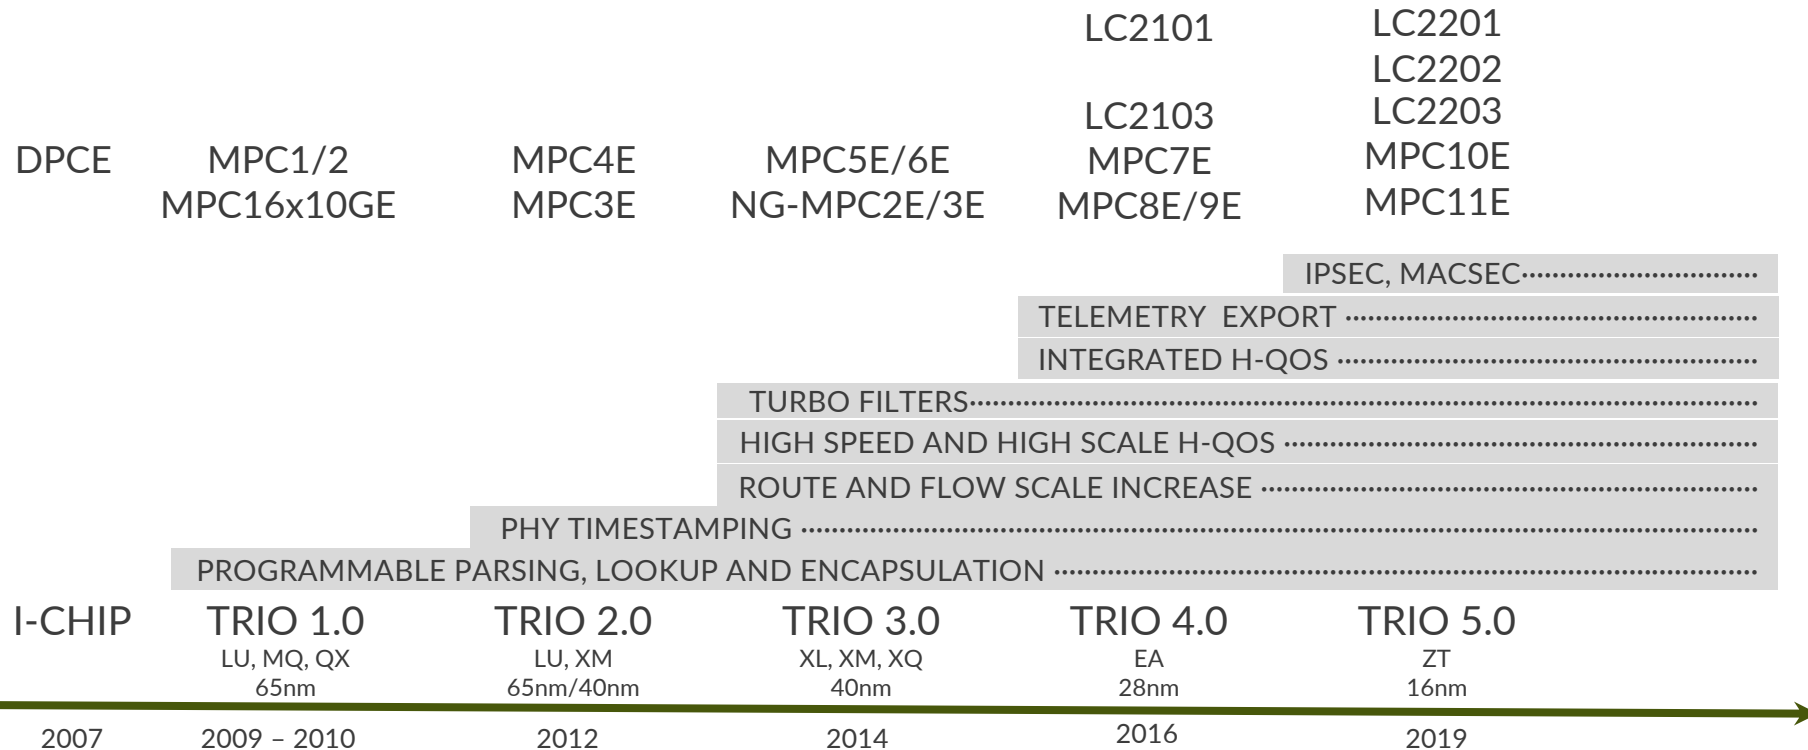 LC2101
LC2201
LC2202
LC2103
LC2203
DPCE
MPC1/2
MPC4E
MPC5E/6E
MPC7E
MPC10E
MPC16x10GE
MPC3E
NG-MPC2E/3E
MPC8E/9E
MPC11E
IPSEC, MACSEC
TELEMETRY EXPORT
INTEGRATED H-QOS
TURBO FILTERS
HIGH SPEED AND HIGH SCALE H-QOS
ROUTE AND FLOW SCALE INCREASE
PHY TIMESTAMPING
PROGRAMMABLE PARSING, LOOKUP AND ENCAPSULATION
I-CHIP
TRIO 1.0
TRIO 2.0
TRIO 3.0
TRIO 4.0
TRIO 5.0
LU, MQ, QX
LU, XM
XL, XM, XQ
EA
ZT
65nm
65nm/40nm
40nm
28nm
16nm
2007
2009 – 2010
2012
2014
2016
2019